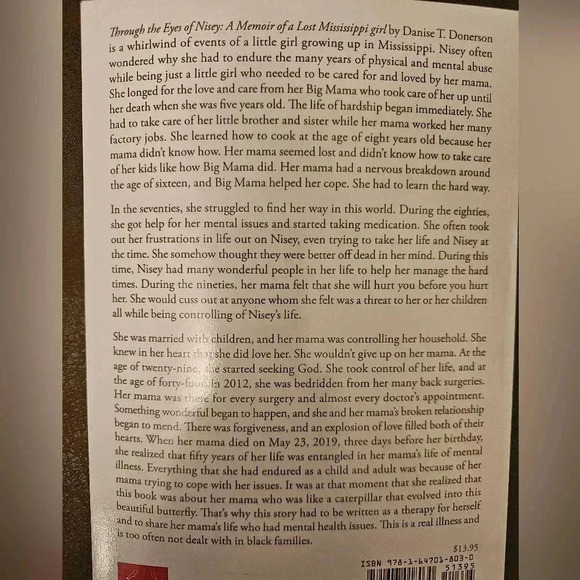 Through the Eyes of Nisey: A Memoir of a Lost Mississippi girl by Danise T. Donerson
is a whirlwind of events of a little girl growing up in Mississippi. Nisey often
wondered why she had to endure the many years of physical and mental abuse
while being just a little girl who needed to be cared for and loved by her mama.
She longed for the love and care from her Big Mama who took care of her up until
her death when she was five years old. The life of hardship began immediately. She
had to take care of her little brother and sister while her mama worked her many
factory jobs. She learned how to cook at the age of eight years old because her
mama didn't know how. Her mama seemed lost and didn't know how to take care
of her kids like how Big Mama did. Her mama had a nervous breakdown around
the age of sixteen, and Big Mama helped her cope. She had to learn the hard way.
In the seventies, she struggled to find her way in this world. During the eighties,
she got help for her mental issues and started taking medication. She often took
out her frustrations in life out on Nisey, even trying to take her life and Nisey at
the time. She somehow thought they were better off dead in her mind. During this
time, Nisey had many wonderful people in her life to help her manage the hard
times. During the nineties, her mama felt that she will hurt you before you hurt
her. She would cuss out at anyone whom she felt was a threat to her or her children
all while being controlling of Nisey's life.
She was married with children, and her mama was controlling her household. She
knew in her heart that she did love her. She wouldn't give up on her mama. At the
age of twenty-nine, she started seeking God. She took control of her life, and at
the age of forty-four, in 2012, she was bedridden from her many back surgeries.
Her mama was there for every surgery and almost every doctor's appointment.
Something wonderful began to happen, and she and her mama's broken relationship
began to mend. There was forgiveness, and an explosion of love filled both of their
hearts. When her mama died on May 23, 2019, three days before her birthday,
she realized that fifty years of her life was entangled in her mama's life of mental
illness. Everything that she had endured as a child and adult was because of her
mama trying to cope with her issues. It was at that moment that she realized that
this book was about her mama who was like a caterpillar that evolved into this
beautiful butterfly. That's why this story had to be written as a therapy for herself
and to share her mama's life who had mental health issues. This is a real illness and
is too often not dealt with in black families.
$13.95
ISBN 978-1-64701-803-0
51395